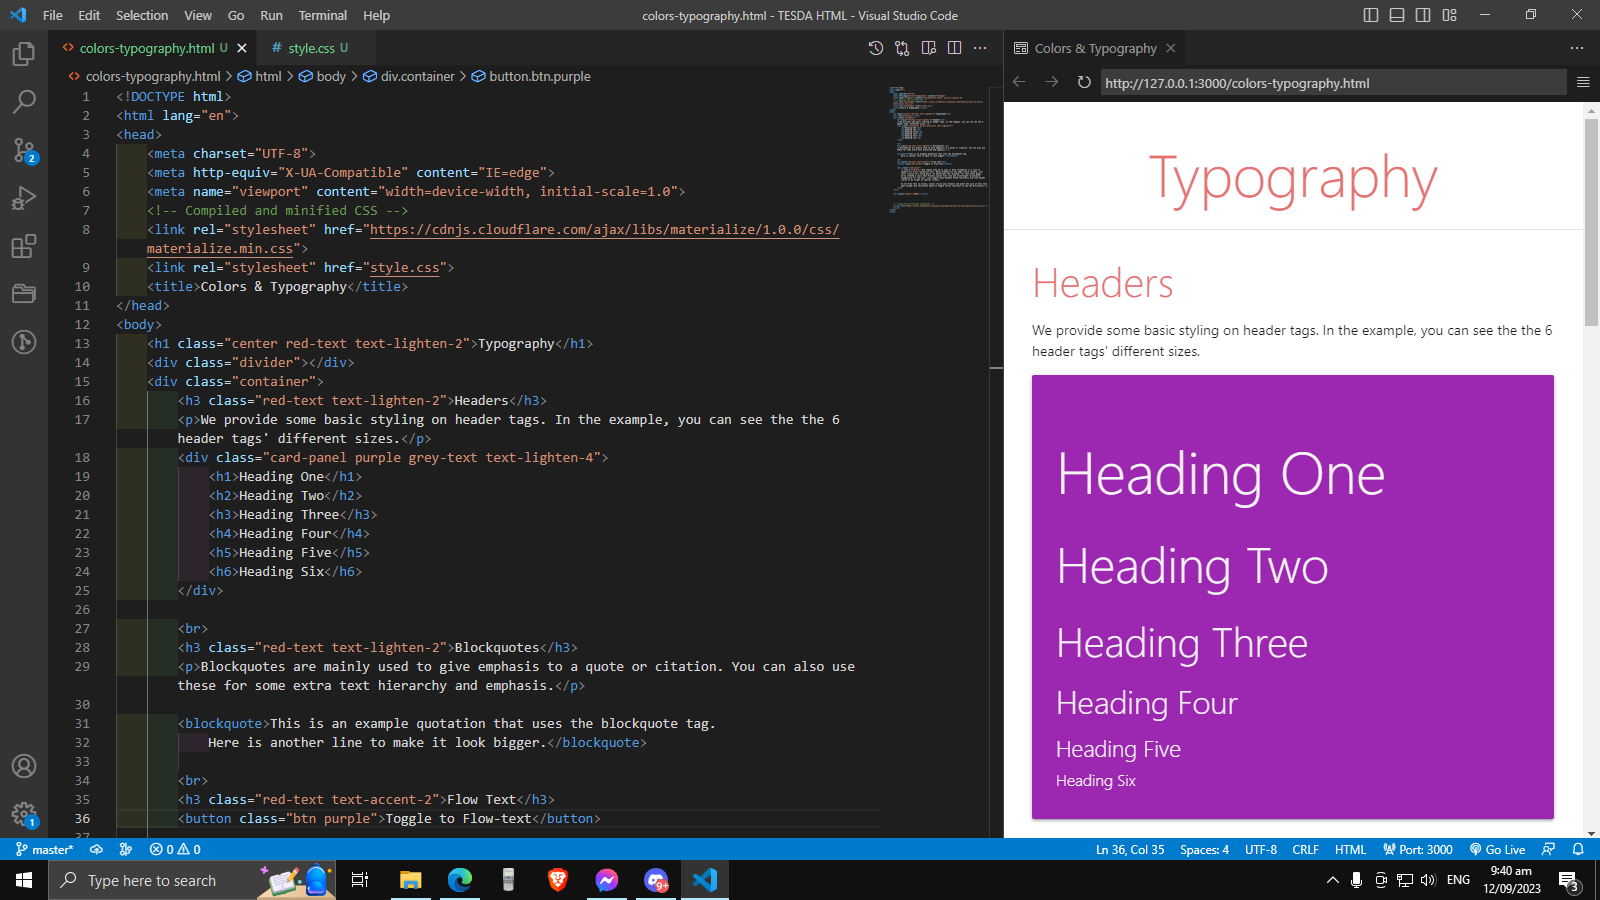 File Edit Selection View Go Run Terminal Help
colors-typography.html - TESDA HTML - Visual Studio Code
colors-typography.html U
# style.css U
colors-typography.html > html > body > div.container > button.btn.purple
1 <!DOCTYPE html>
2 <html lang="en">
3 <head>
4 <meta charset="UTF-8">
5 <meta http-equiv="X-UA-Compatible" content="IE=edge">
6 <meta name="viewport" content="width=device-width, initial-scale=1.0">
7 <!-- Compiled and minified CSS -->
8 <link rel="stylesheet" href="https://cdnjs.cloudflare.com/ajax/libs/materialize/1.0.0/css/
materialize.min.css">
9 <link rel="stylesheet" href="style.css">
10 <title>Colors & Typography</title>
11 </head>
12 <body>
13 <h1 class="center red-text text-lighten-2">Typography</h1>
14 <div class="divider"></div>
15 <div class="container">
16 <h3 class="red-text text-lighten-2">Headers</h3>
17 <p>We provide some basic styling on header tags. In the example, you can see the the 6
header tags' different sizes.</p>
18 <div class="card-panel purple grey-text text-lighten-4">
19 <h1>Heading One</h1>
20 <h2>Heading Two</h2>
21 <h3>Heading Three</h3>
22 <h4>Heading Four</h4>
23 <h5>Heading Five</h5>
24 <h6>Heading Six</h6>
25 </div>
26
27 <br>
28 <h3 class="red-text text-lighten-2">Blockquotes</h3>
29 <p>Blockquotes are mainly used to give emphasis to a quote or citation. You can also use
these for some extra text hierarchy and emphasis.</p>
30
31 <blockquote>This is an example quotation that uses the blockquote tag.
32 Here is another line to make it look bigger.</blockquote>
33
34 <br>
35 <h3 class="red-text text-accent-2">Flow Text</h3>
36 <button class="btn purple">Toggle to Flow-text</button>
37
Colors & Typography
http://127.0.0.1:3000/colors-typography.html
Typography
Headers
We provide some basic styling on header tags. In the example, you can see the the 6
header tags' different sizes.
Heading One
Heading Two
Heading Three
Heading Four
Heading Five
Heading Six
2
1
master* 0 0
Ln 36, Col 35 Spaces: 4 UTF-8 CRLF HTML Port: 3000 Go Live
Type here to search
9+
ENG
9:40 am
12/09/2023
3